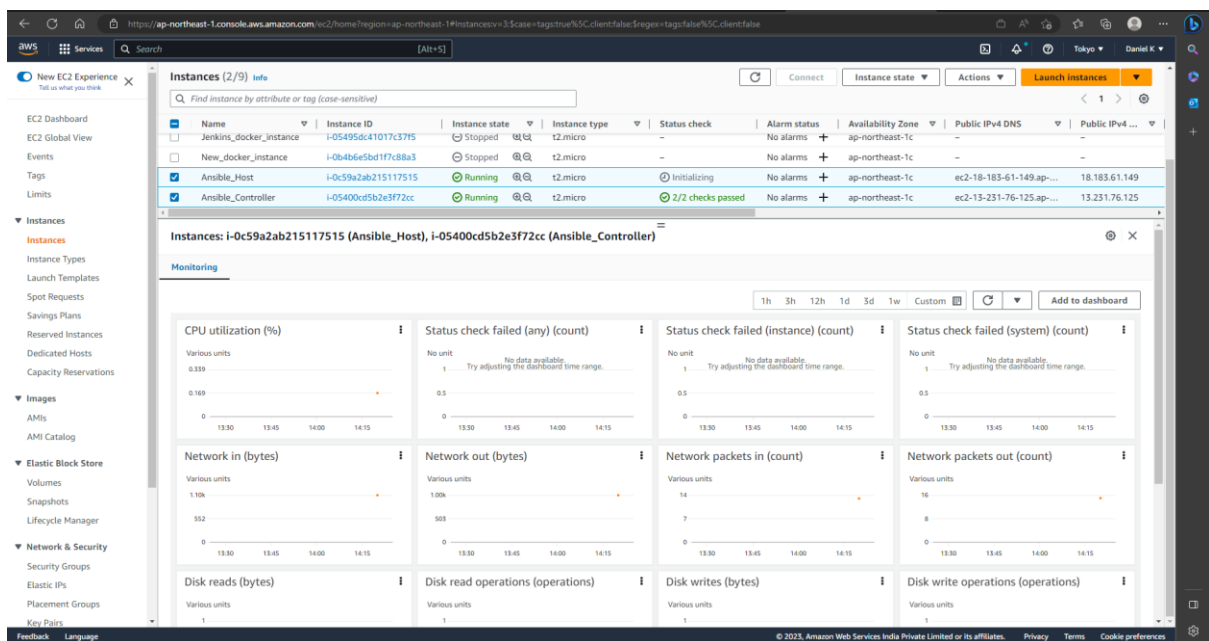 https://ap-northeast-1.console.aws.amazon.com/ec2/home?region=ap-northeast-1#Instances:v=3;$case=tags:true%5C,client:false;$regex=tags:false%5C,client:false
aws Services Search [Alt+S] Tokyo Daniel K
New EC2 Experience
Tell us what you think
EC2 Dashboard
EC2 Global View
Events
Tags
Limits
Instances
Instances
Instance Types
Launch Templates
Spot Requests
Savings Plans
Reserved Instances
Dedicated Hosts
Capacity Reservations
Images
AMIs
AMI Catalog
Elastic Block Store
Volumes
Snapshots
Lifecycle Manager
Network & Security
Security Groups
Elastic IPs
Placement Groups
Key Pairs
Instances (2/9) Info Connect Instance state Actions Launch instances
Find instance by attribute or tag (case-sensitive) 1
Name Instance ID Instance state Instance type Status check Alarm status Availability Zone Public IPv4 DNS Public IPv4 ...
Jenkins_docker_instance i-05495dc41017c37f5 Stopped t2.micro – No alarms + ap-northeast-1c – –
New_docker_instance i-0b4b6e5bd1f7c88a3 Stopped t2.micro – No alarms + ap-northeast-1c – –
Ansible_Host i-0c59a2ab215117515 Running t2.micro Initializing No alarms + ap-northeast-1c ec2-18-183-61-149.ap-... 18.183.61.149
Ansible_Controller i-05400cd5b2e3f72cc Running t2.micro 2/2 checks passed No alarms + ap-northeast-1c ec2-13-231-76-125.ap-... 13.231.76.125
Instances: i-0c59a2ab215117515 (Ansible_Host), i-05400cd5b2e3f72cc (Ansible_Controller)
Monitoring
1h 3h 12h 1d 3d 1w Custom Add to dashboard
CPU utilization (%)
Various units
0.339
0.169
0
13:30 13:45 14:00 14:15
Status check failed (any) (count)
No unit
No data available.
Try adjusting the dashboard time range.
1
0.5
0
13:30 13:45 14:00 14:15
Status check failed (instance) (count)
No unit
No data available.
Try adjusting the dashboard time range.
1
0.5
0
13:30 13:45 14:00 14:15
Status check failed (system) (count)
No unit
No data available.
Try adjusting the dashboard time range.
1
0.5
0
13:30 13:45 14:00 14:15
Network in (bytes)
Various units
1.10k
552
0
13:30 13:45 14:00 14:15
Network out (bytes)
Various units
1.00k
503
0
13:30 13:45 14:00 14:15
Network packets in (count)
Various units
14
7
0
13:30 13:45 14:00 14:15
Network packets out (count)
Various units
16
8
0
13:30 13:45 14:00 14:15
Disk reads (bytes)
Various units
1
Disk read operations (operations)
Various units
1
Disk writes (bytes)
Various units
1
Disk write operations (operations)
Various units
1
Feedback Language © 2023, Amazon Web Services India Private Limited or its affiliates. Privacy Terms Cookie preferences